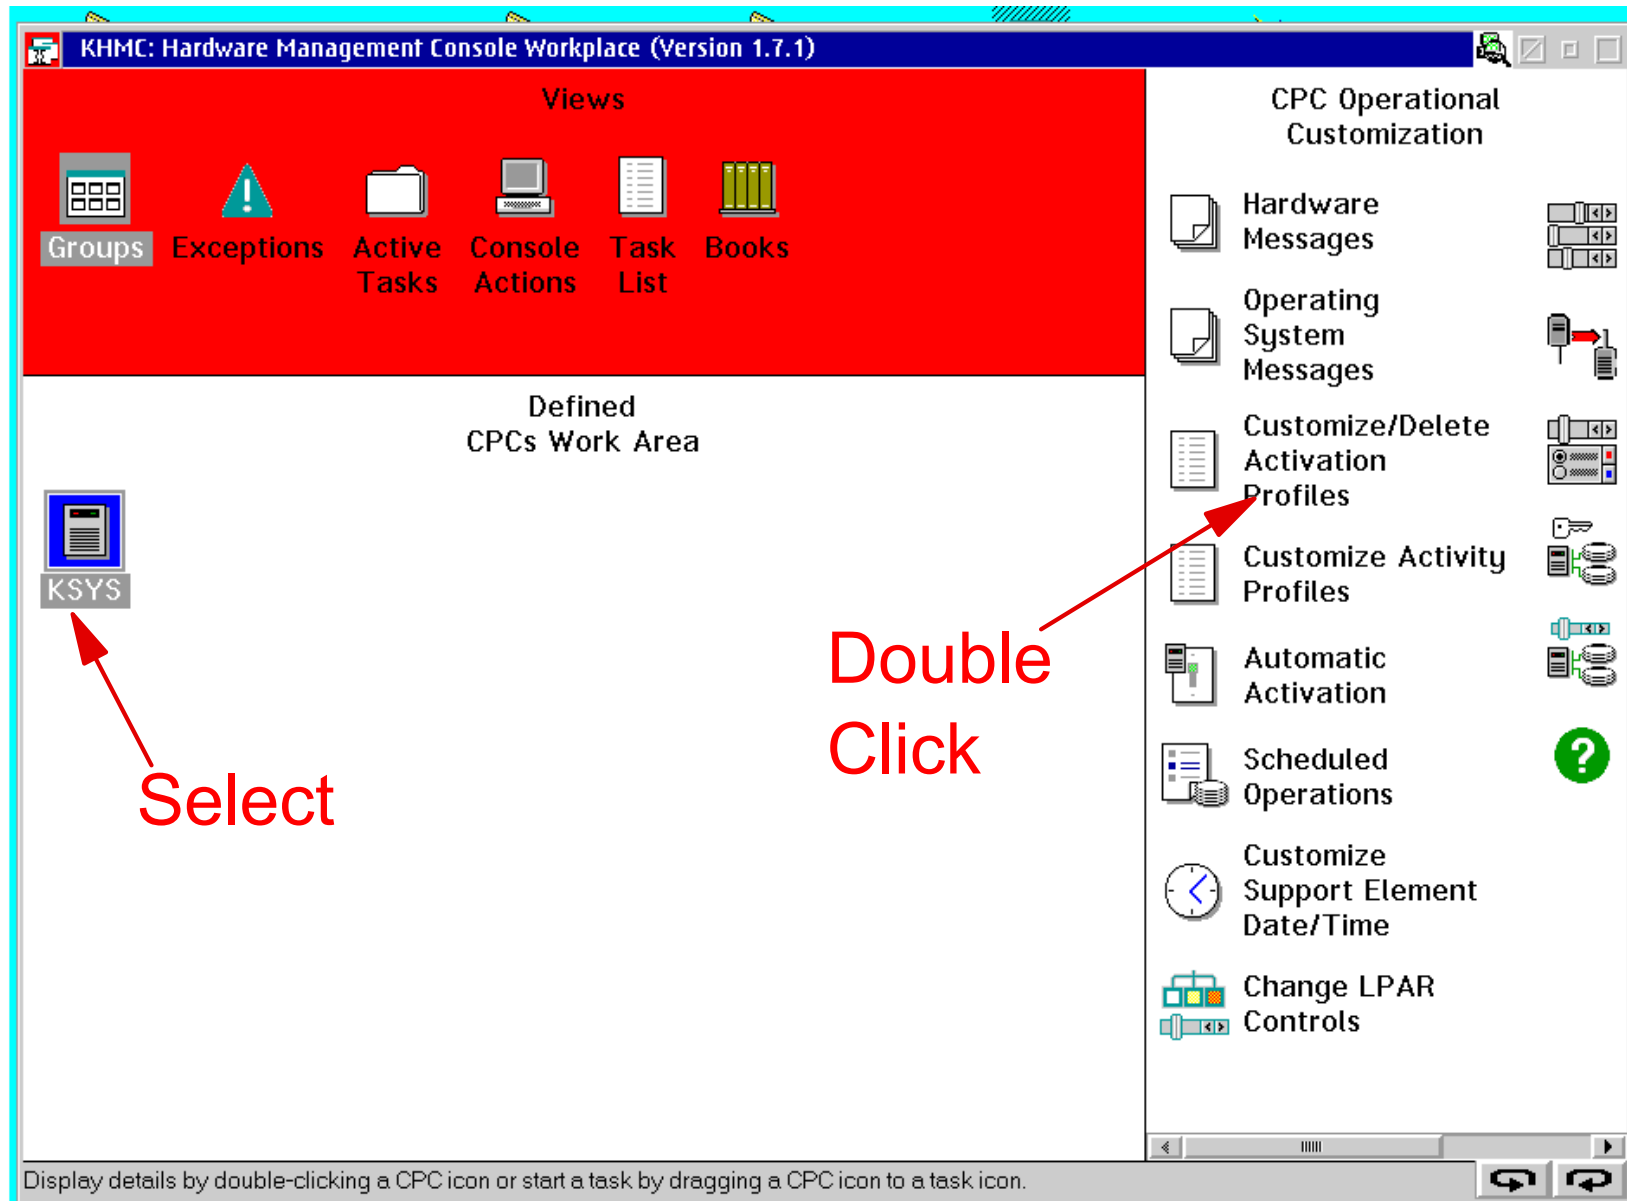 KHMC: Hardware Management Console Workplace (Version 1.7.1)
Views
Groups
Exceptions
Active
Tasks
Console
Actions
Task
List
Books
Defined
CPCs Work Area
KSYS
Select
Double
Click
CPC Operational
Customization
Hardware
Messages
Operating
System
Messages
Customize/Delete
Activation
Profiles
Customize Activity
Profiles
Automatic
Activation
Scheduled
Operations
Customize
Support Element
Date/Time
Change LPAR
Controls
Display details by double-clicking a CPC icon or start a task by dragging a CPC icon to a task icon.